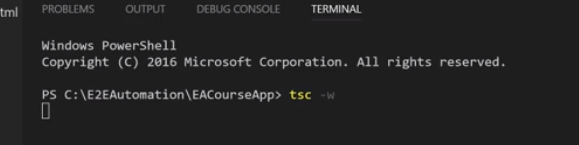 tml PROBLEMS OUTPUT DEBUG CONSOLE TERMINAL
Windows PowerShell
Copyright (C) 2016 Microsoft Corporation. All rights reserved.
PS C:\E2EAutomation\EACourseApp> tsc -w